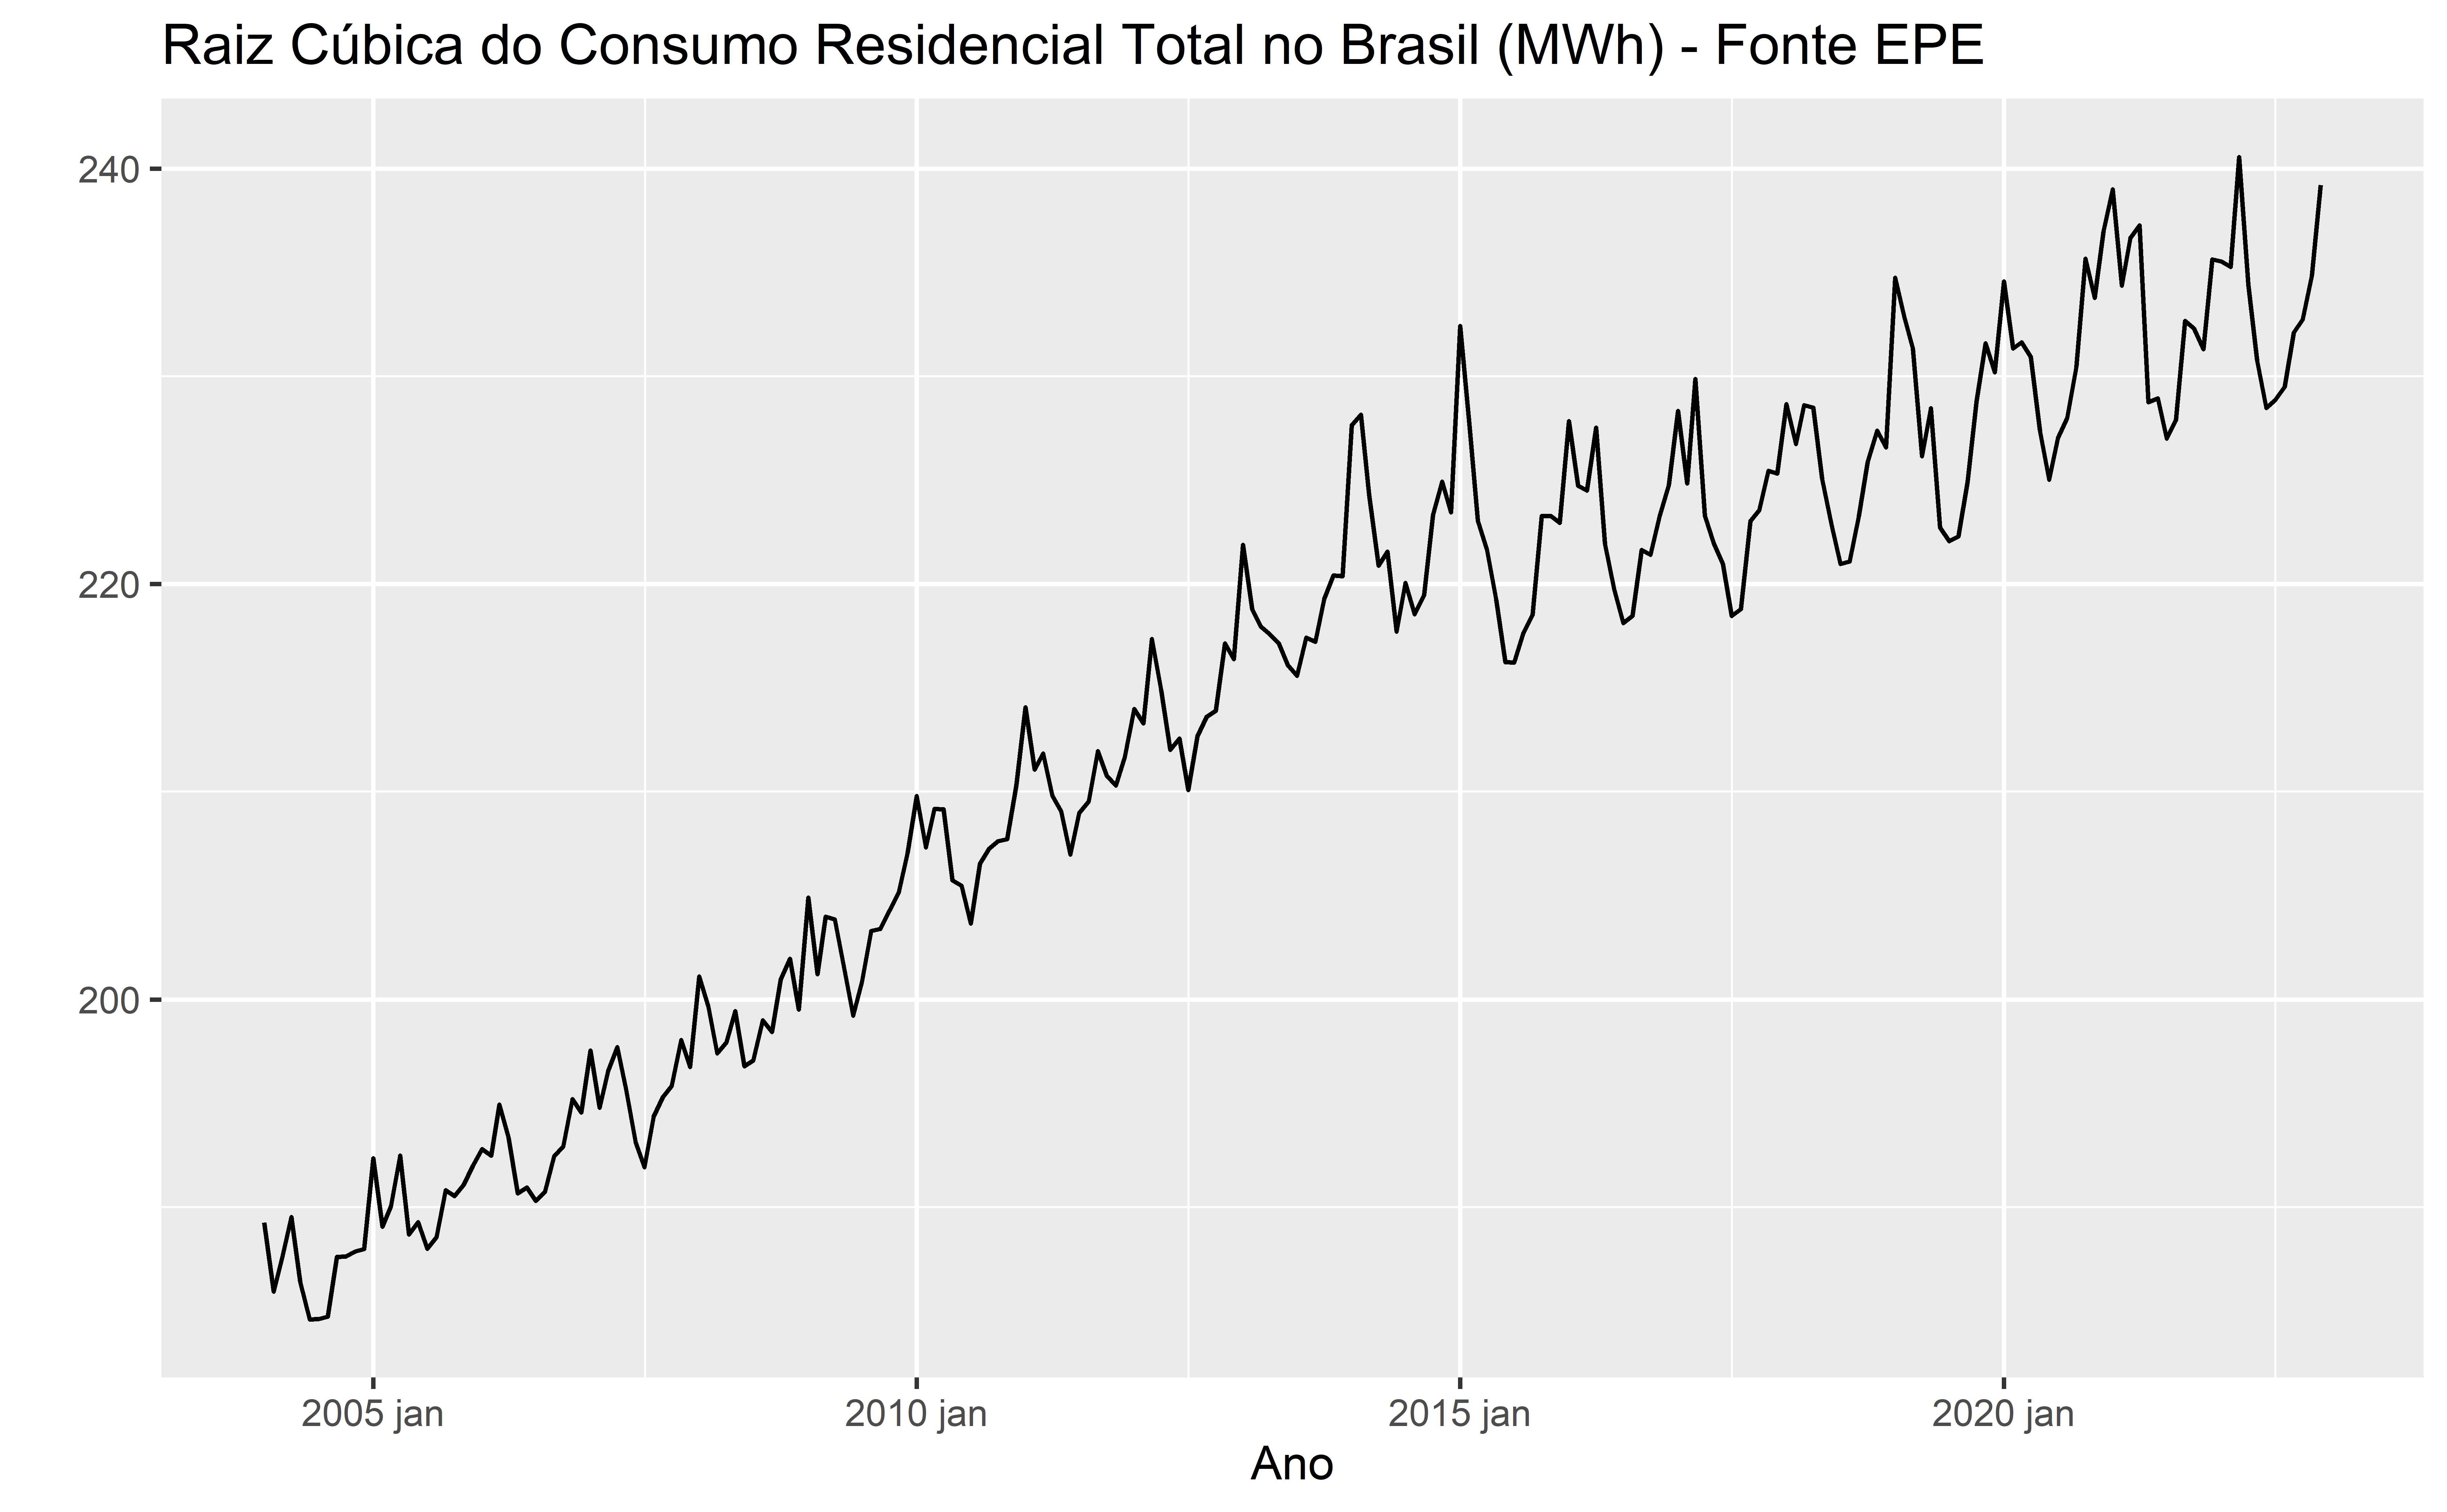 Raiz Cúbica do Consumo Residencial Total no Brasil (MWh) - Fonte EPE
240
220
200
2005 jan
2010 jan
2015 jan
2020 jan
Ano